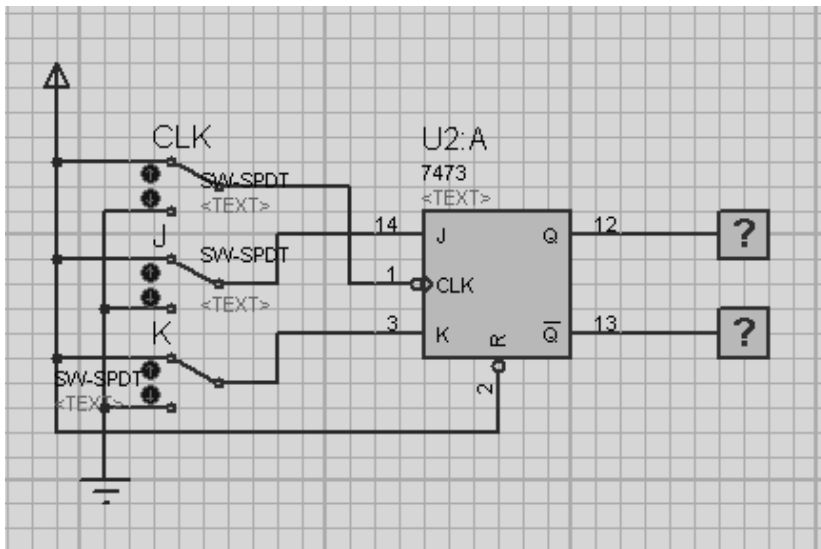 CLK
U2:A
7473
<TEXT>
SW-SPDT
<TEXT>
J
SW-SPDT
<TEXT>
K
SW-SPDT
<TEXT>
14
J
Q
12
?
1
CLK
3
K
R
Q̅
13
?
2